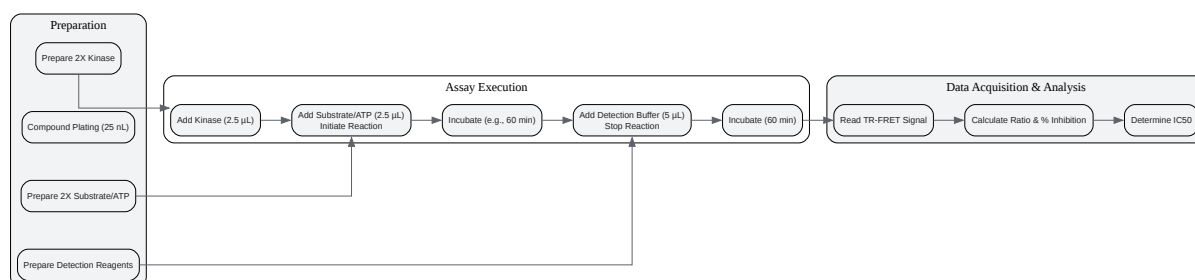 Preparation
Prepare 2X Kinase
Compound Plating (25 nL)
Prepare 2X Substrate/ATP
Prepare Detection Reagents
Assay Execution
Add Kinase (2.5 µL)
Add Substrate/ATP (2.5 µL)
Initiate Reaction
Incubate (e.g., 60 min)
Add Detection Buffer (5 µL)
Stop Reaction
Incubate (60 min)
Data Acquisition & Analysis
Read TR-FRET Signal
Calculate Ratio & % Inhibition
Determine IC50